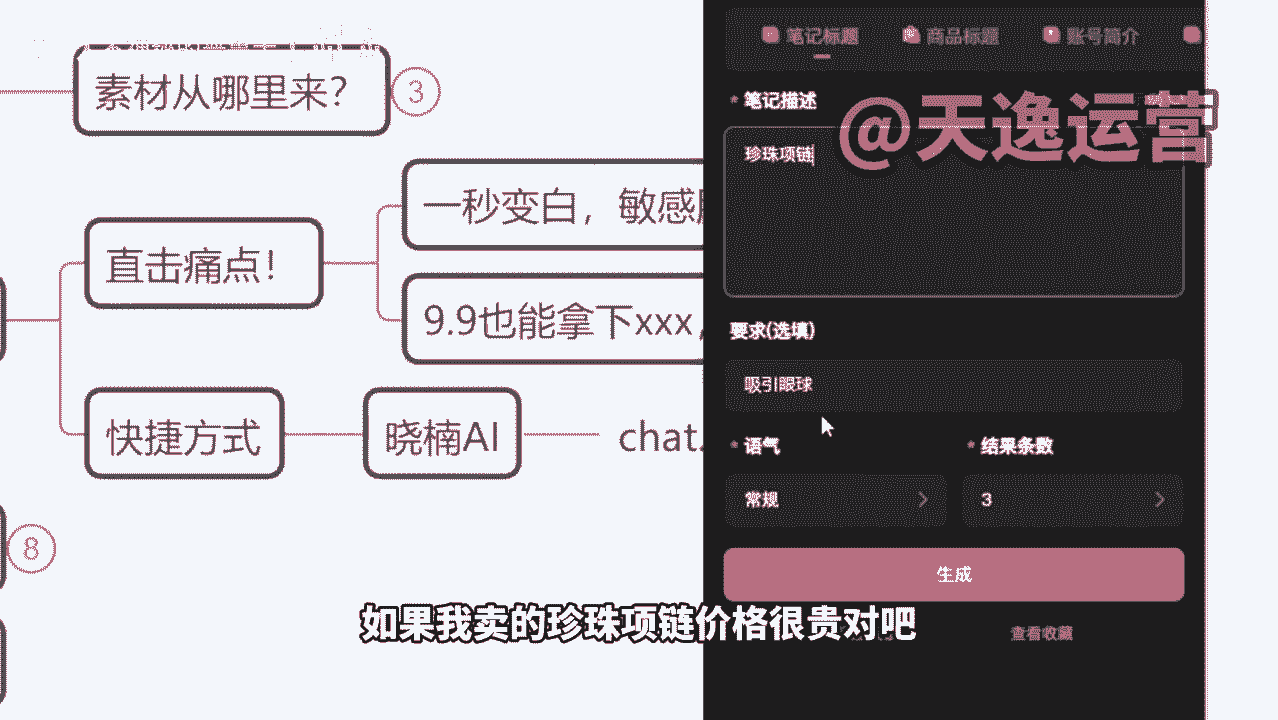 素材从哪里来?
3
一秒变白，敏感
直击痛点!
9.9也能拿下xxx,
快捷方式
晓楠AI
chat.
8
笔记标题
商品标题
账号简介
* 笔记描述
@天逸运营
珍珠项链
要求(选填)
吸引眼球
* 语气
* 结果条数
常规
3
生成
查看收藏
如果我卖的珍珠项链价格很贵对吧